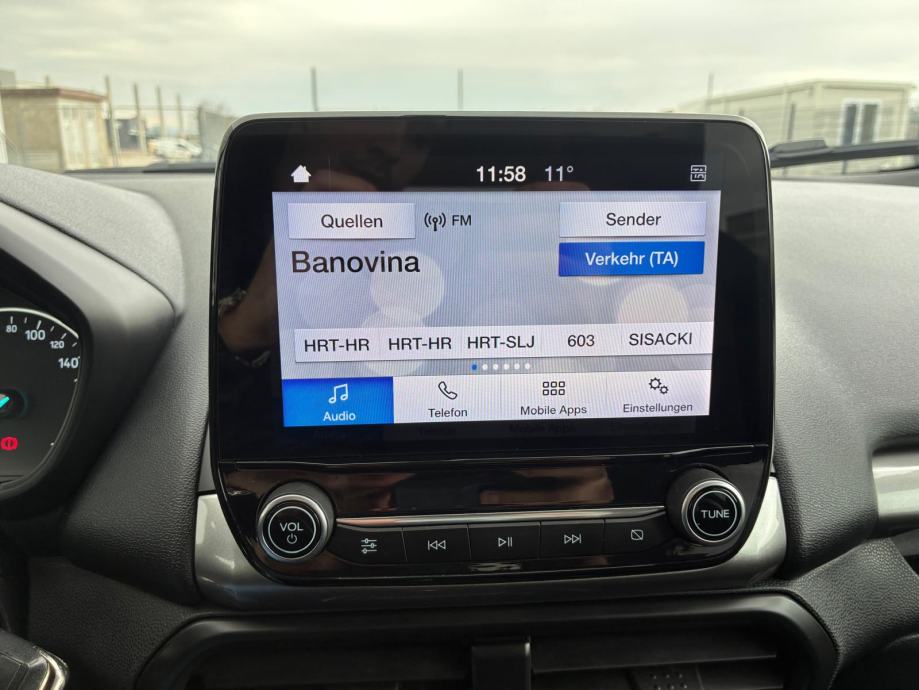 11:58 11°
Quellen FM Sender
Banovina Verkehr (TA)
HRT-HR HRT-HR HRT-SLJ 603 SISACKI
Audio Telefon Mobile Apps Einstellungen
80 100 120 140
VOL TUNE